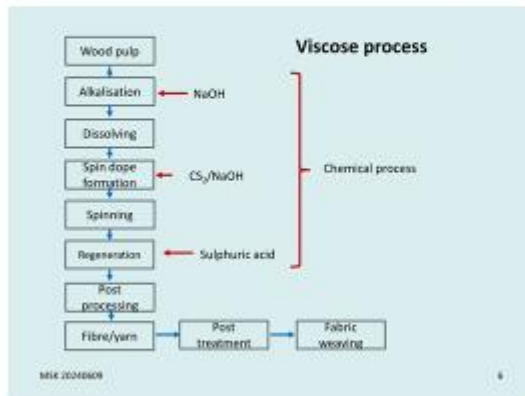 Viscose process
Wood pulp
Alkalisation
NaOH
Dissolving
Spin dope
formation
CS₂/NaOH
Chemical process
Spinning
Regeneration
Sulphuric acid
Post
processing
Fibre/yarn
Post
treatment
Fabric
weaving
MSK 20240609
6